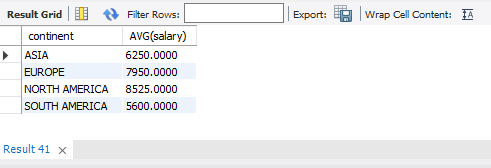 Result Grid Filter Rows: Export: Wrap Cell Content: IA
continent AVG(salary)
ASIA 6250.0000
EUROPE 7950.0000
NORTH AMERICA 8525.0000
SOUTH AMERICA 5600.0000
Result 41 ×